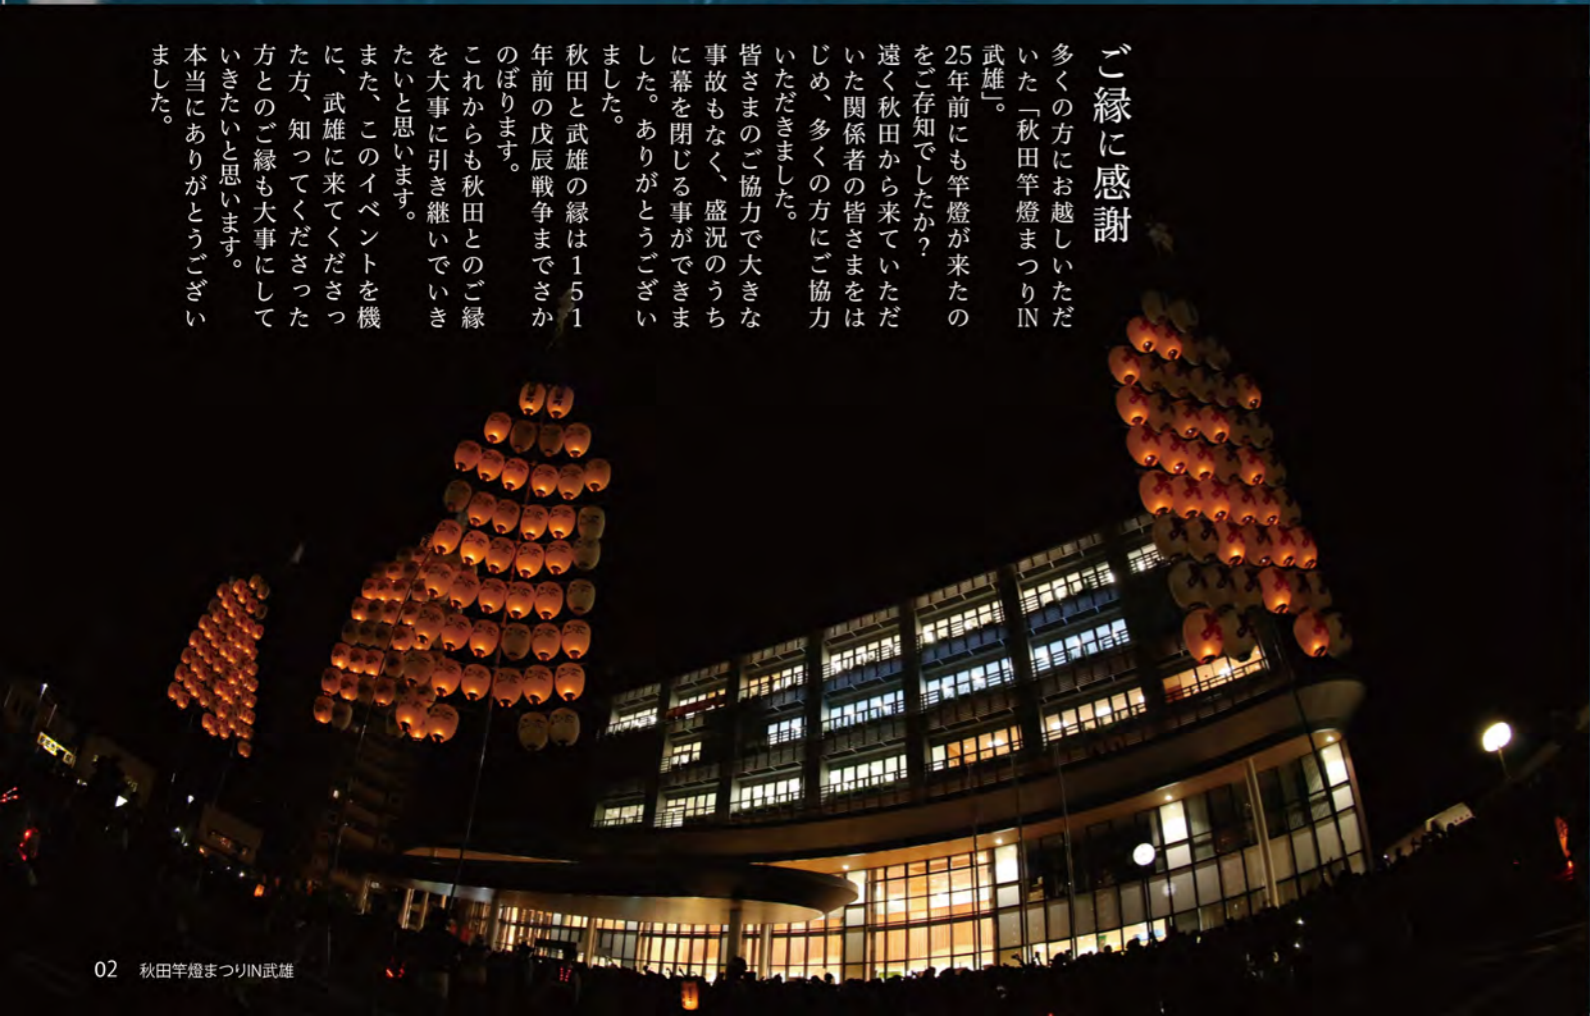 ご縁に感謝
多くの方にお越しいただ
いた「秋田竿燈まつりIN
武雄」。
25年前にも竿燈が来たの
をご存知でしたか？
遠く秋田から来ていただ
いた関係者の皆さまをは
じめ、多くの方にご協力
いただきました。
皆さまのご協力で大きな
事故もなく、盛況のうち
に幕を閉じる事ができま
した。ありがとうござい
ました。
秋田と武雄の縁は151
年前の戊辰戦争までさか
のぼります。
これからも秋田とのご縁
を大事に引き継いでいき
たいと思います。
また、このイベントを機
に、武雄に来てくださっ
た方、知ってくださった
方とのご縁も大事にして
いきたいと思います。
本当にありがとうござい
ました。
02 秋田竿燈まつりIN武雄